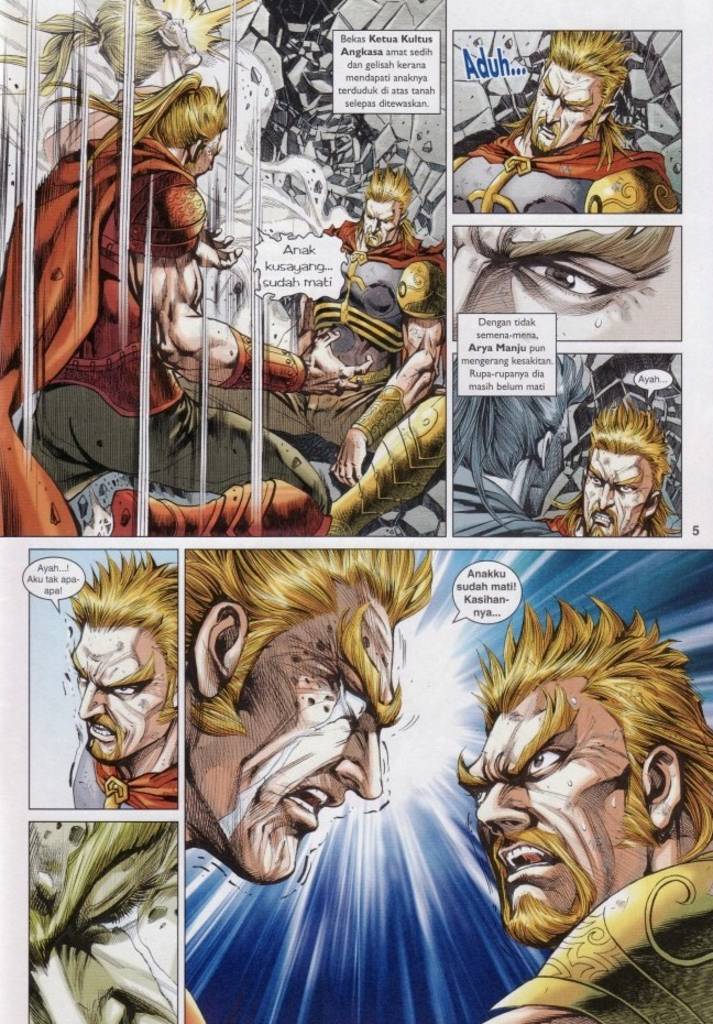 Bekas Ketua Kultus
Angkasa amat sedih
dan gelisah kerana
mendapati anaknya
terduduk di atas tanah
selepas ditewaskan.
Anak
kusayang...
sudah mati
Aduh...
Dengan tidak
semena-mena,
Arya Manju pun
mengerang kesakitan.
Rupa-rupanya dia
masih belum mati
Ayah...
5
Ayah...!
Aku tak apa-
apa!
Anakku
sudah mati!
Kasihan-
nya...